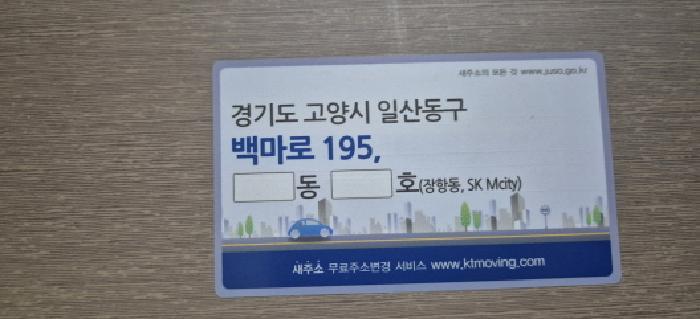 새주소의 모든 것 www.juso.go.kr
경기도 고양시 일산동구
백마로 195,
동 호(장항동, SK Mcity)
새주소 무료주소변경 서비스 www.ktmoving.com